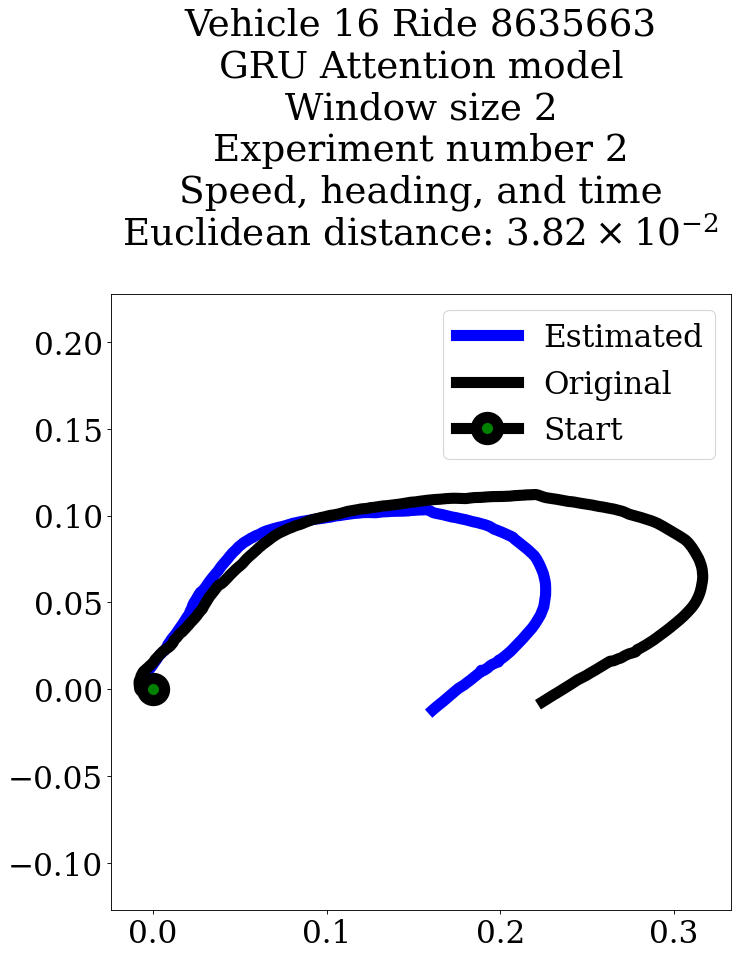 Vehicle 16 Ride 8635663
GRU Attention model
Window size 2
Experiment number 2
Speed, heading, and time
Euclidean distance: 3.82 × 10⁻²
Estimated
Original
Start
0.20
0.15
0.10
0.05
0.00
−0.05
−0.10
0.0 0.1 0.2 0.3